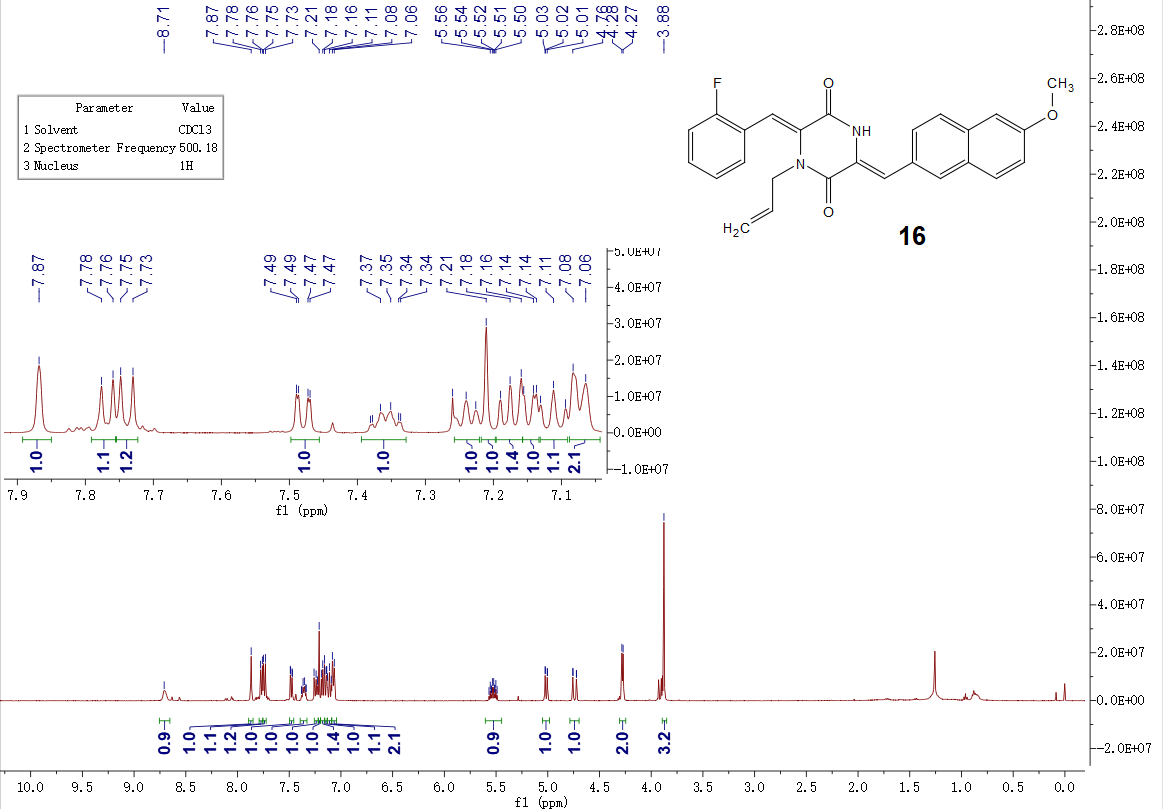 8.71 7.87 7.78 7.76 7.75 7.73 7.21 7.18 7.16 7.11 7.08 7.06 5.56 5.54 5.52 5.51 5.50 5.03 5.02 5.01 4.76 4.28 4.27 3.88
Parameter Value
1 Solvent CDCl3
2 Spectrometer Frequency 500.18
3 Nucleus 1H
F O NH O CH3
N O H2C
16
7.87 7.78 7.76 7.75 7.73 7.49 7.49 7.47 7.47 7.37 7.35 7.34 7.34 7.21 7.18 7.16 7.14 7.14 7.11 7.08 7.06
5.0E+07
4.0E+07
3.0E+07
2.0E+07
1.0E+07
0.0E+00
-1.0E+07
1.0 1.1 1.2 1.0 1.0 1.0 1.0 1.4 1.0 1.1 2.1
7.9 7.8 7.7 7.6 7.5 7.4 7.3 7.2 7.1
f1 (ppm)
2.8E+08
2.6E+08
2.4E+08
2.2E+08
2.0E+08
1.8E+08
1.6E+08
1.4E+08
1.2E+08
1.0E+08
8.0E+07
6.0E+07
4.0E+07
2.0E+07
0.0E+00
-2.0E+07
0.9 1.0 1.1 1.2 1.0 1.0 1.0 1.0 1.4 1.0 1.1 2.1 0.9 1.0 1.0 2.0 3.2
10.0 9.5 9.0 8.5 8.0 7.5 7.0 6.5 6.0 5.5 5.0 4.5 4.0 3.5 3.0 2.5 2.0 1.5 1.0 0.5 0.0
f1 (ppm)